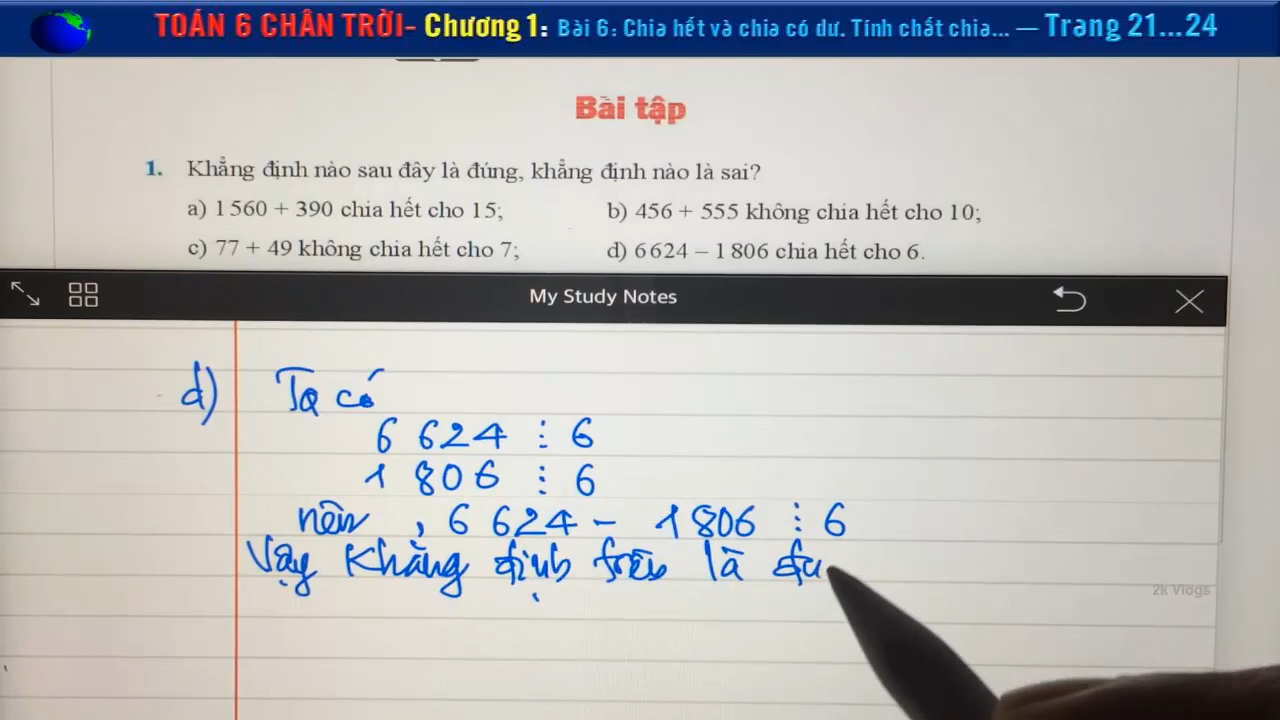 TOÁN 6 CHÂN TRỜI- Chương 1: Bài 6: Chia hết và chia có dư. Tính chất chia... — Trang 21...24
Bài tập
1. Khẳng định nào sau đây là đúng, khẳng định nào là sai?
a) 1 560 + 390 chia hết cho 15; b) 456 + 555 không chia hết cho 10;
c) 77 + 49 không chia hết cho 7; d) 6 624 – 1 806 chia hết cho 6.
My Study Notes
d) Ta có
6 624 ⋮ 6
1 806 ⋮ 6
nên , 6 624 - 1 806 ⋮ 6
Vậy khẳng định trên là đu
2k Vlogs